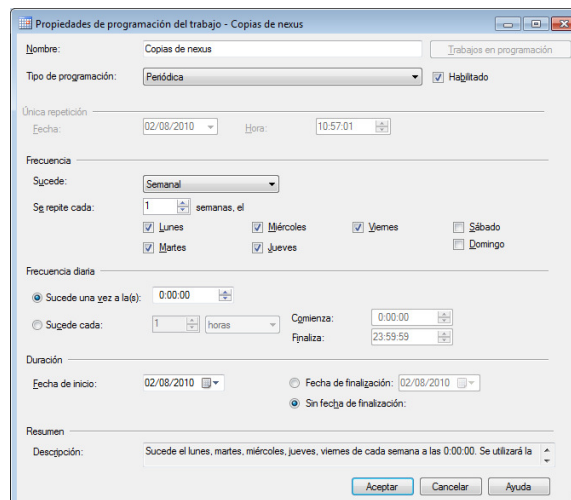 Propiedades de programación del trabajo - Copias de nexus
Nombre: Copias de nexus Trabajos en programación
Tipo de programación: Periódica Habilitado
Única repetición
Fecha: 02/08/2010 Hora: 10:57:01
Frecuencia
Sucede: Semanal
Se repite cada: 1 semanas, el
Lunes Miércoles Viernes Sábado
Martes Jueves Domingo
Frecuencia diaria
Sucede una vez a la(s): 0:00:00
Sucede cada: 1 horas Comienza: 0:00:00
Finaliza: 23:59:59
Duración
Fecha de inicio: 02/08/2010 Fecha de finalización: 02/08/2010
Sin fecha de finalización:
Resumen
Descripción: Sucede el lunes, martes, miércoles, jueves, viernes de cada semana a las 0:00:00. Se utilizará la
Aceptar Cancelar Ayuda